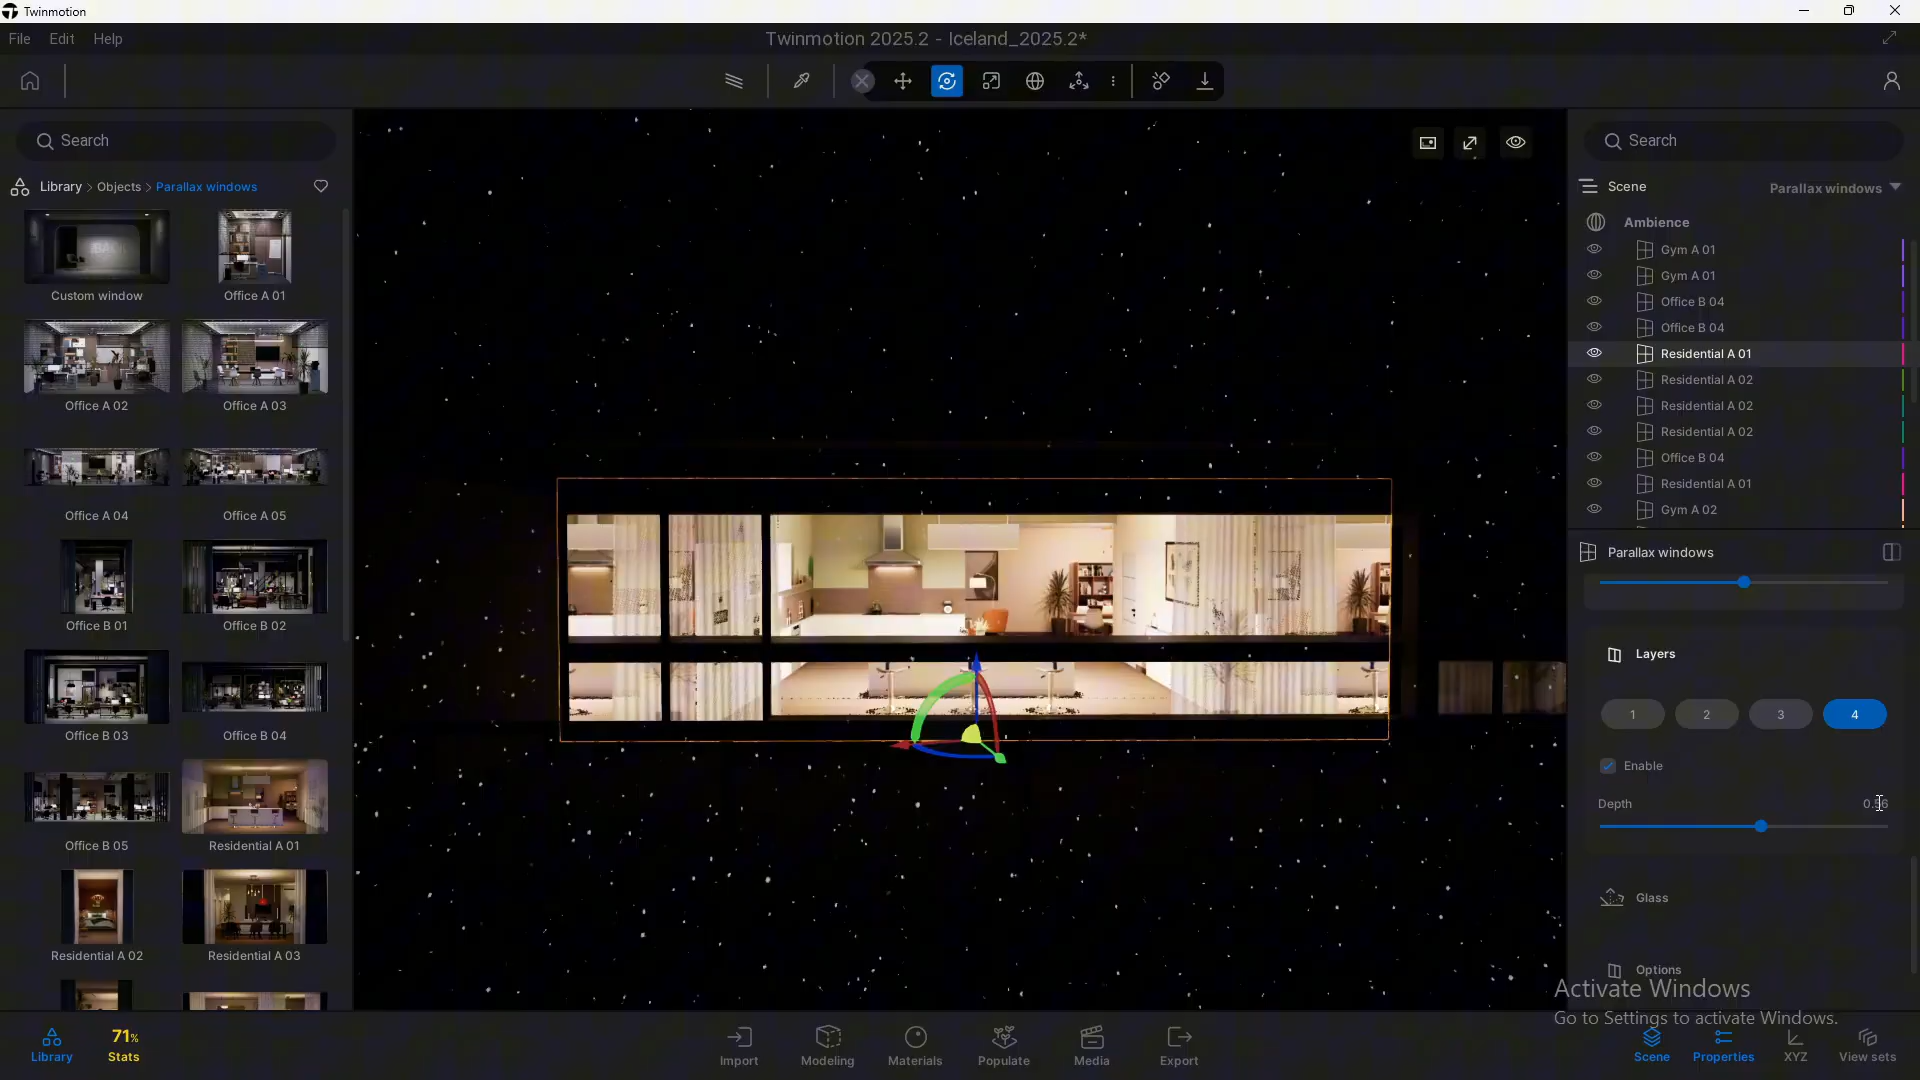 Twinmotion
File Edit Help
Twinmotion 2025.2 - Iceland_2025.2*
Search
Library > Objects > Parallax windows
Custom window
Office A 01
Office A 02
Office A 03
Office A 04
Office A 05
Office B 01
Office B 02
Office B 03
Office B 04
Office B 05
Residential A 01
Residential A 02
Residential A 03
Search
Scene
Parallax windows
Ambience
Gym A 01
Gym A 01
Office B 04
Office B 04
Residential A 01
Residential A 02
Residential A 02
Residential A 02
Office B 04
Residential A 01
Gym A 02
Parallax windows
Layers
1 2 3 4
Enable
Depth
Glass
Options
Activate Windows
Go to Settings to activate Windows.
Library
71%
Stats
Import
Modeling
Materials
Populate
Media
Export
Scene
Properties
XYZ
View sets